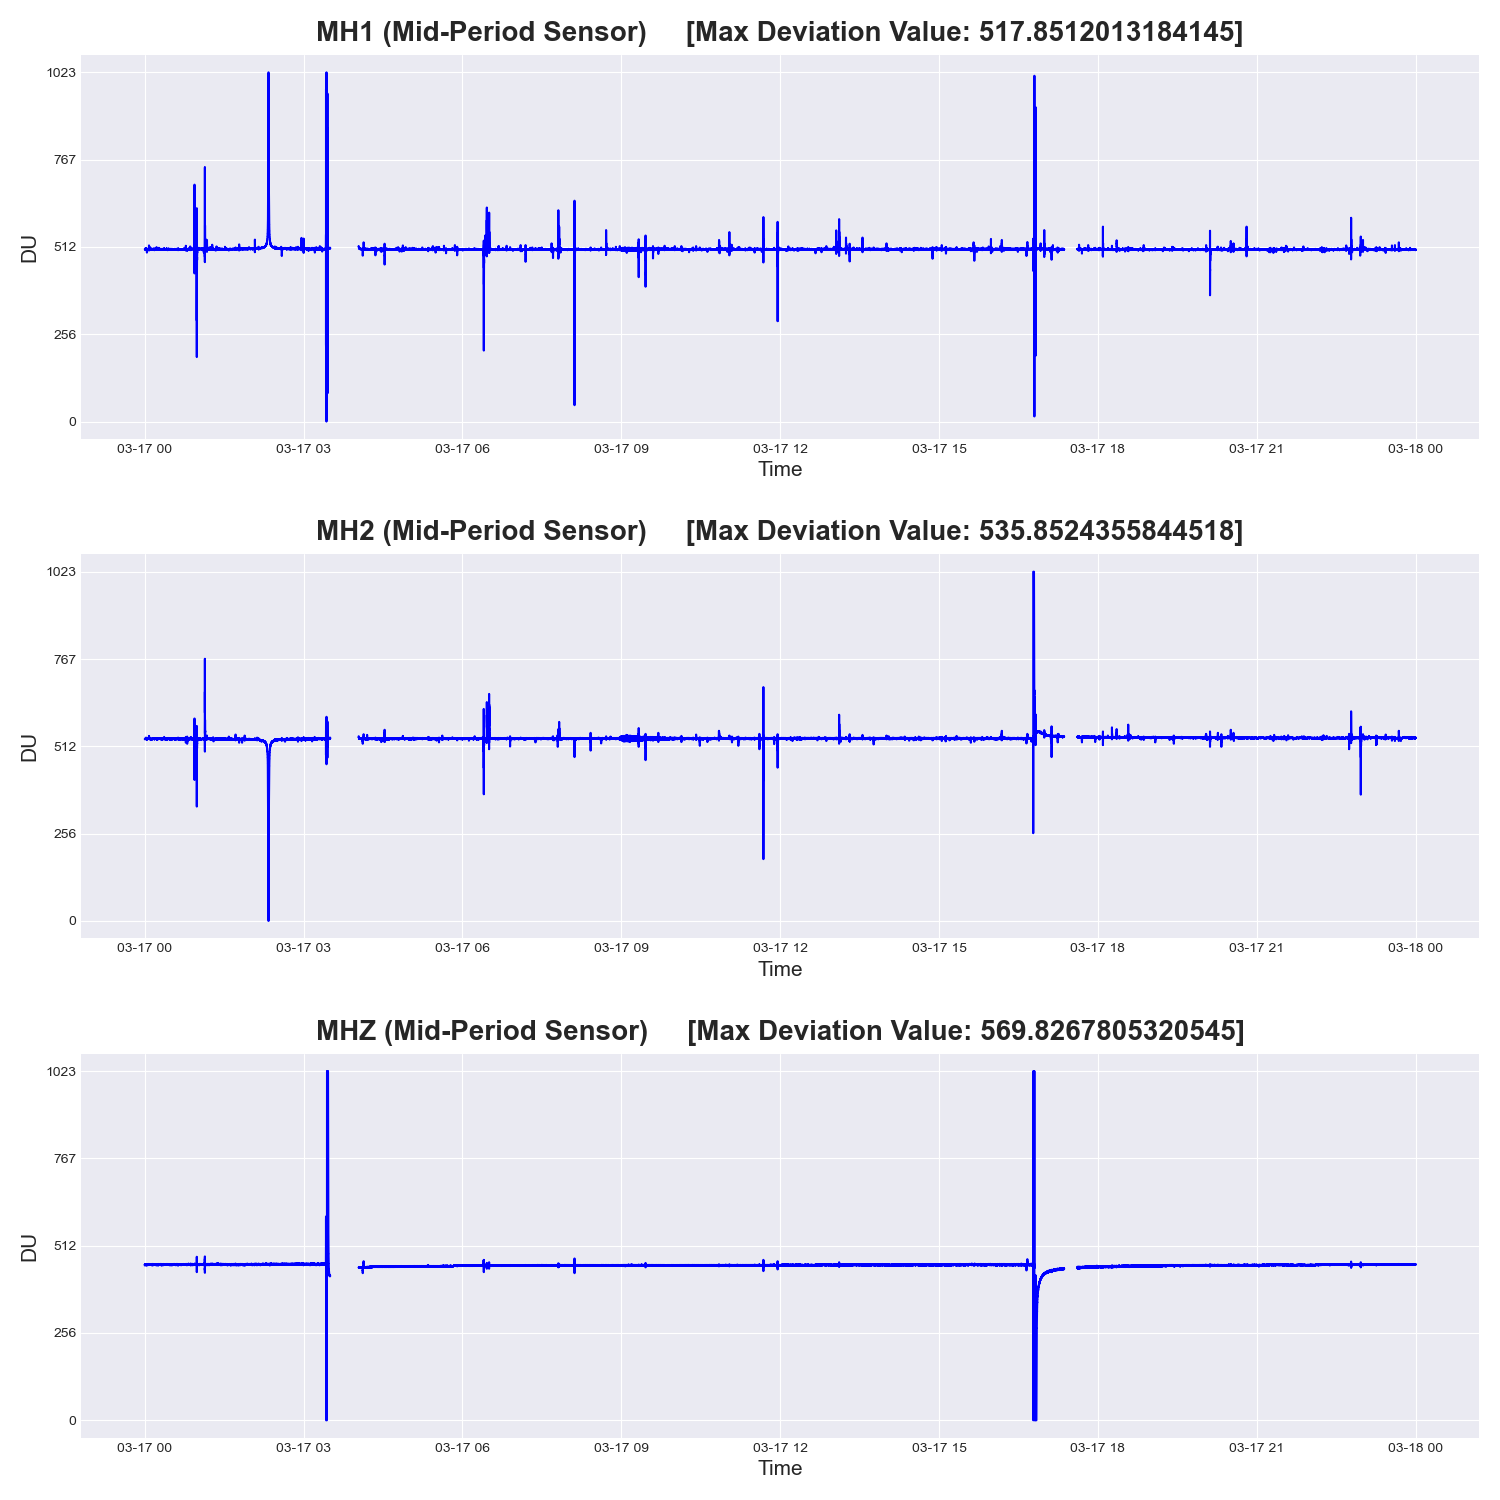 MH1 (Mid-Period Sensor) [Max Deviation Value: 517.8512013184145]
1023
767
512
256
0
DU
03-17 00 03-17 03 03-17 06 03-17 09 03-17 12 03-17 15 03-17 18 03-17 21 03-18 00
Time
MH2 (Mid-Period Sensor) [Max Deviation Value: 535.8524355844518]
1023
767
512
256
0
DU
03-17 00 03-17 03 03-17 06 03-17 09 03-17 12 03-17 15 03-17 18 03-17 21 03-18 00
Time
MHZ (Mid-Period Sensor) [Max Deviation Value: 569.8267805320545]
1023
767
512
256
0
DU
03-17 00 03-17 03 03-17 06 03-17 09 03-17 12 03-17 15 03-17 18 03-17 21 03-18 00
Time